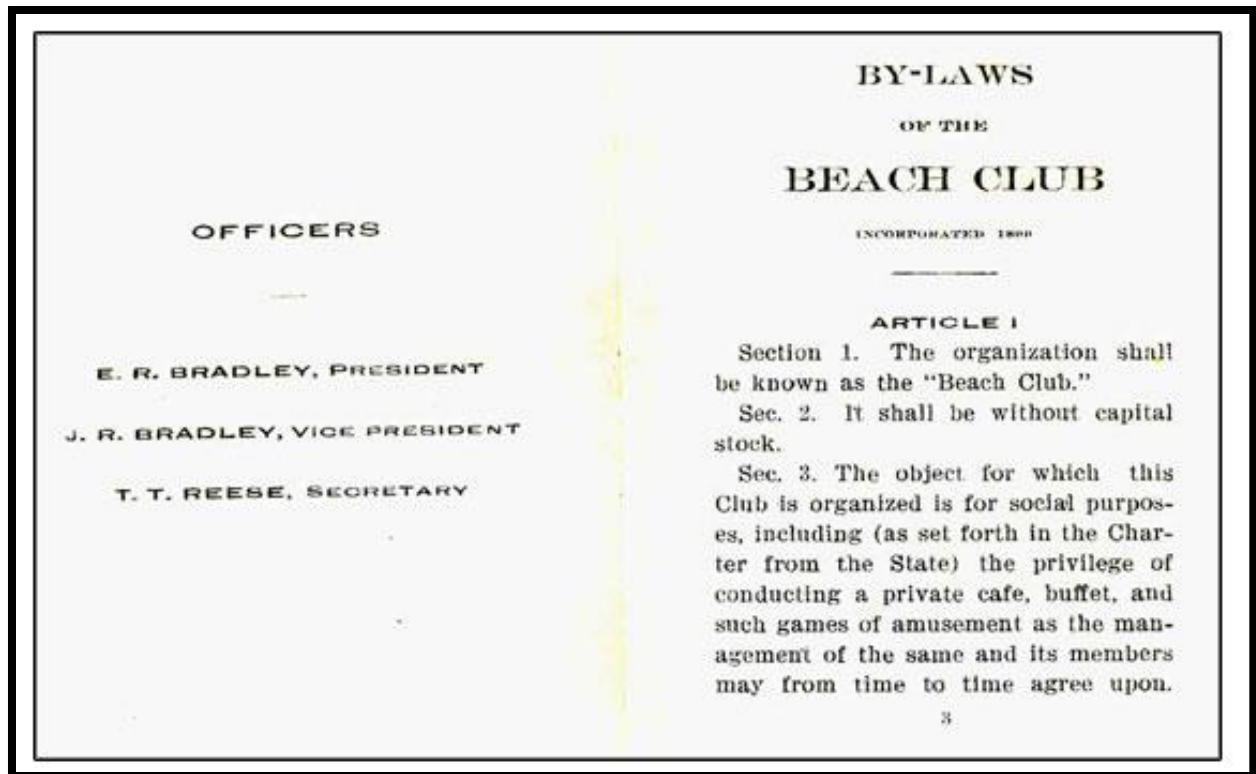 OFFICERS
E. R. BRADLEY, PRESIDENT
J. R. BRADLEY, VICE PRESIDENT
T. T. REESE, SECRETARY
BY-LAWS
OF THE
BEACH CLUB
INCORPORATED
ARTICLE I
Section 1. The organization shall
be known as the "Beach Club."
Sec. 2. It shall be without capital
stock.
Sec. 3. The object for which this
Club is organized is for social purpos-
es, including (as set forth in the Char-
ter from the State) the privilege of
conducting a private cafe, buffet, and
such games of amusement as the man-
agement of the same and its members
may from time to time agree upon.
3